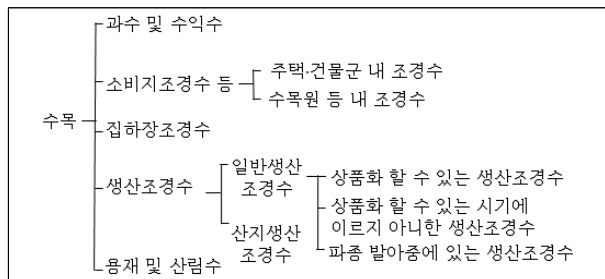 과수 및 수익수
소비지조경수 등
주택·건물군 내 조경수
수목원 등 내 조경수
수목
집하장조경수
생산조경수
일반생산
조경수
상품화 할 수 있는 생산조경수
상품화 할 수 있는 시기에
이르지 아니한 생산조경수
파종 발아중에 있는 생산조경수
산지생산
조경수
용재 및 산림수